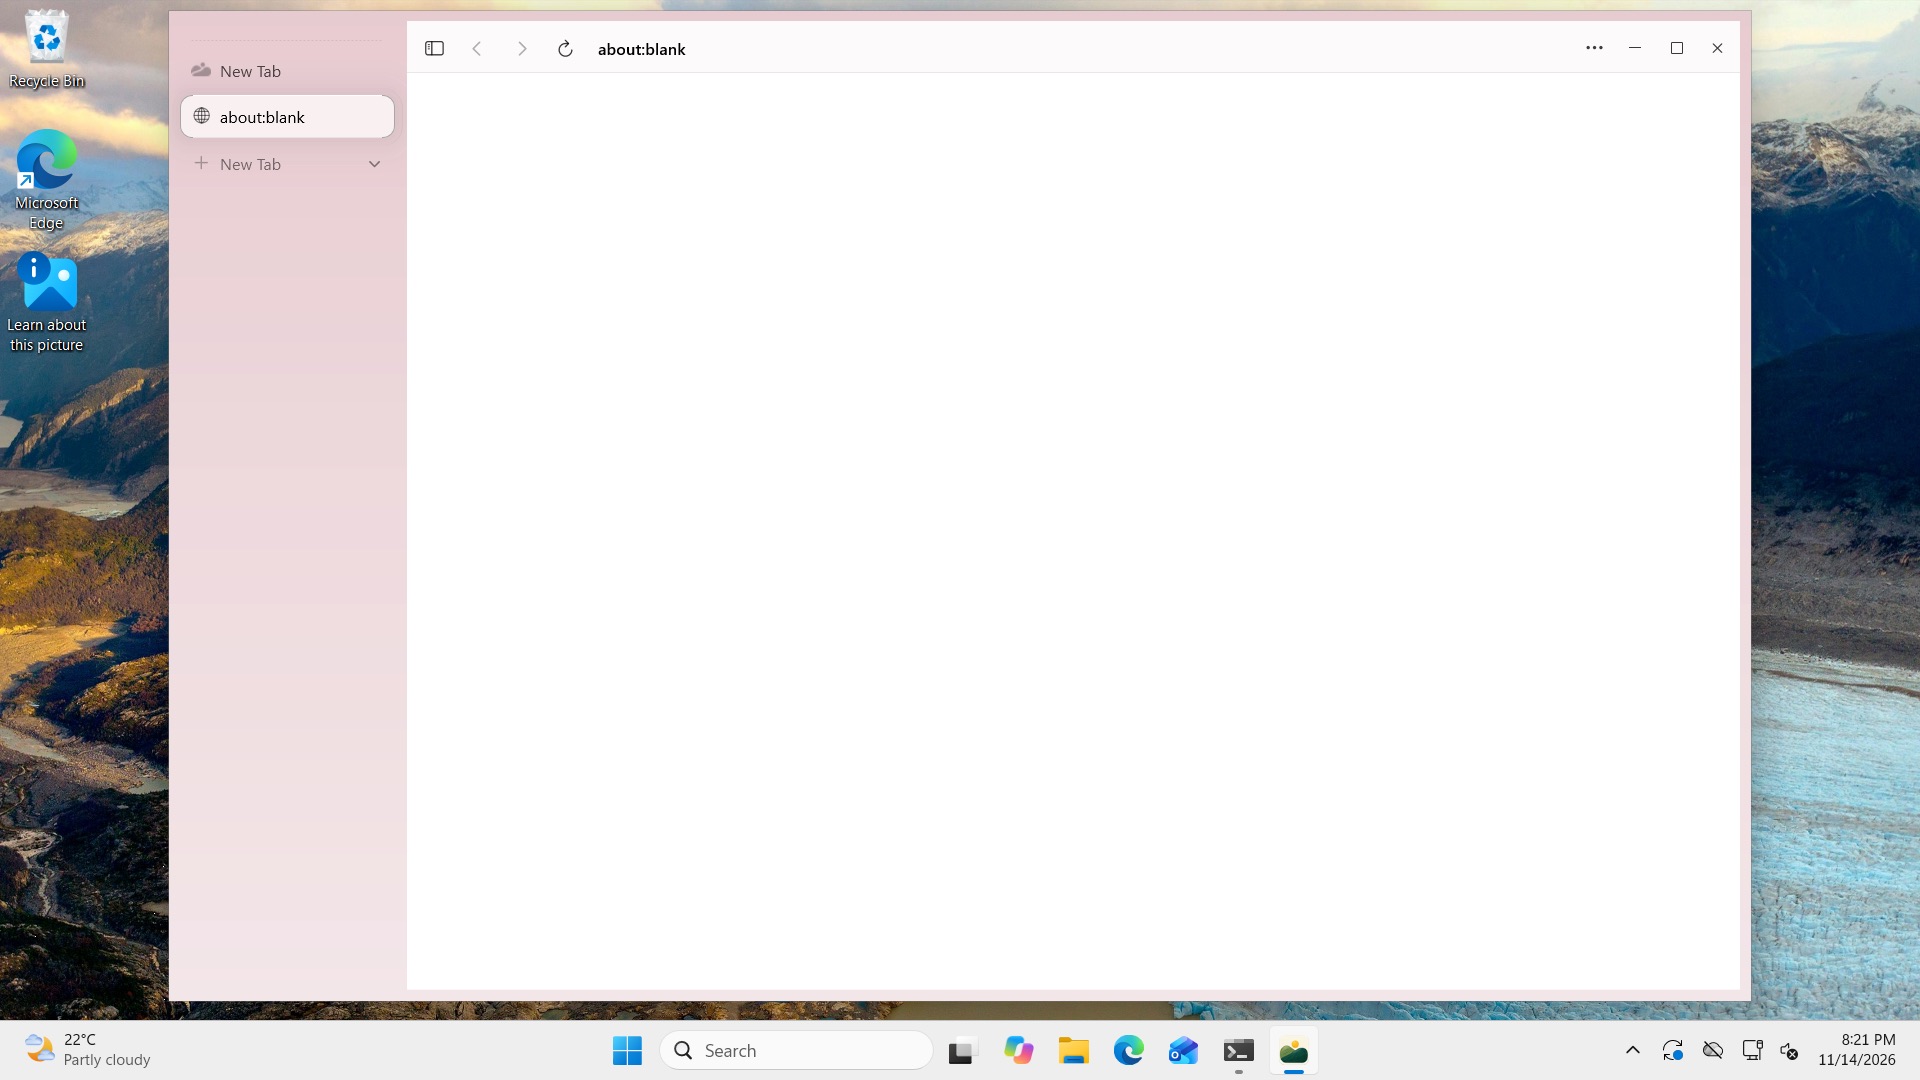 Recycle Bin
Microsoft
Edge
Learn about
this picture
New Tab
about:blank
New Tab
about:blank
22°C
Partly cloudy
Search
8:21 PM
11/14/2026